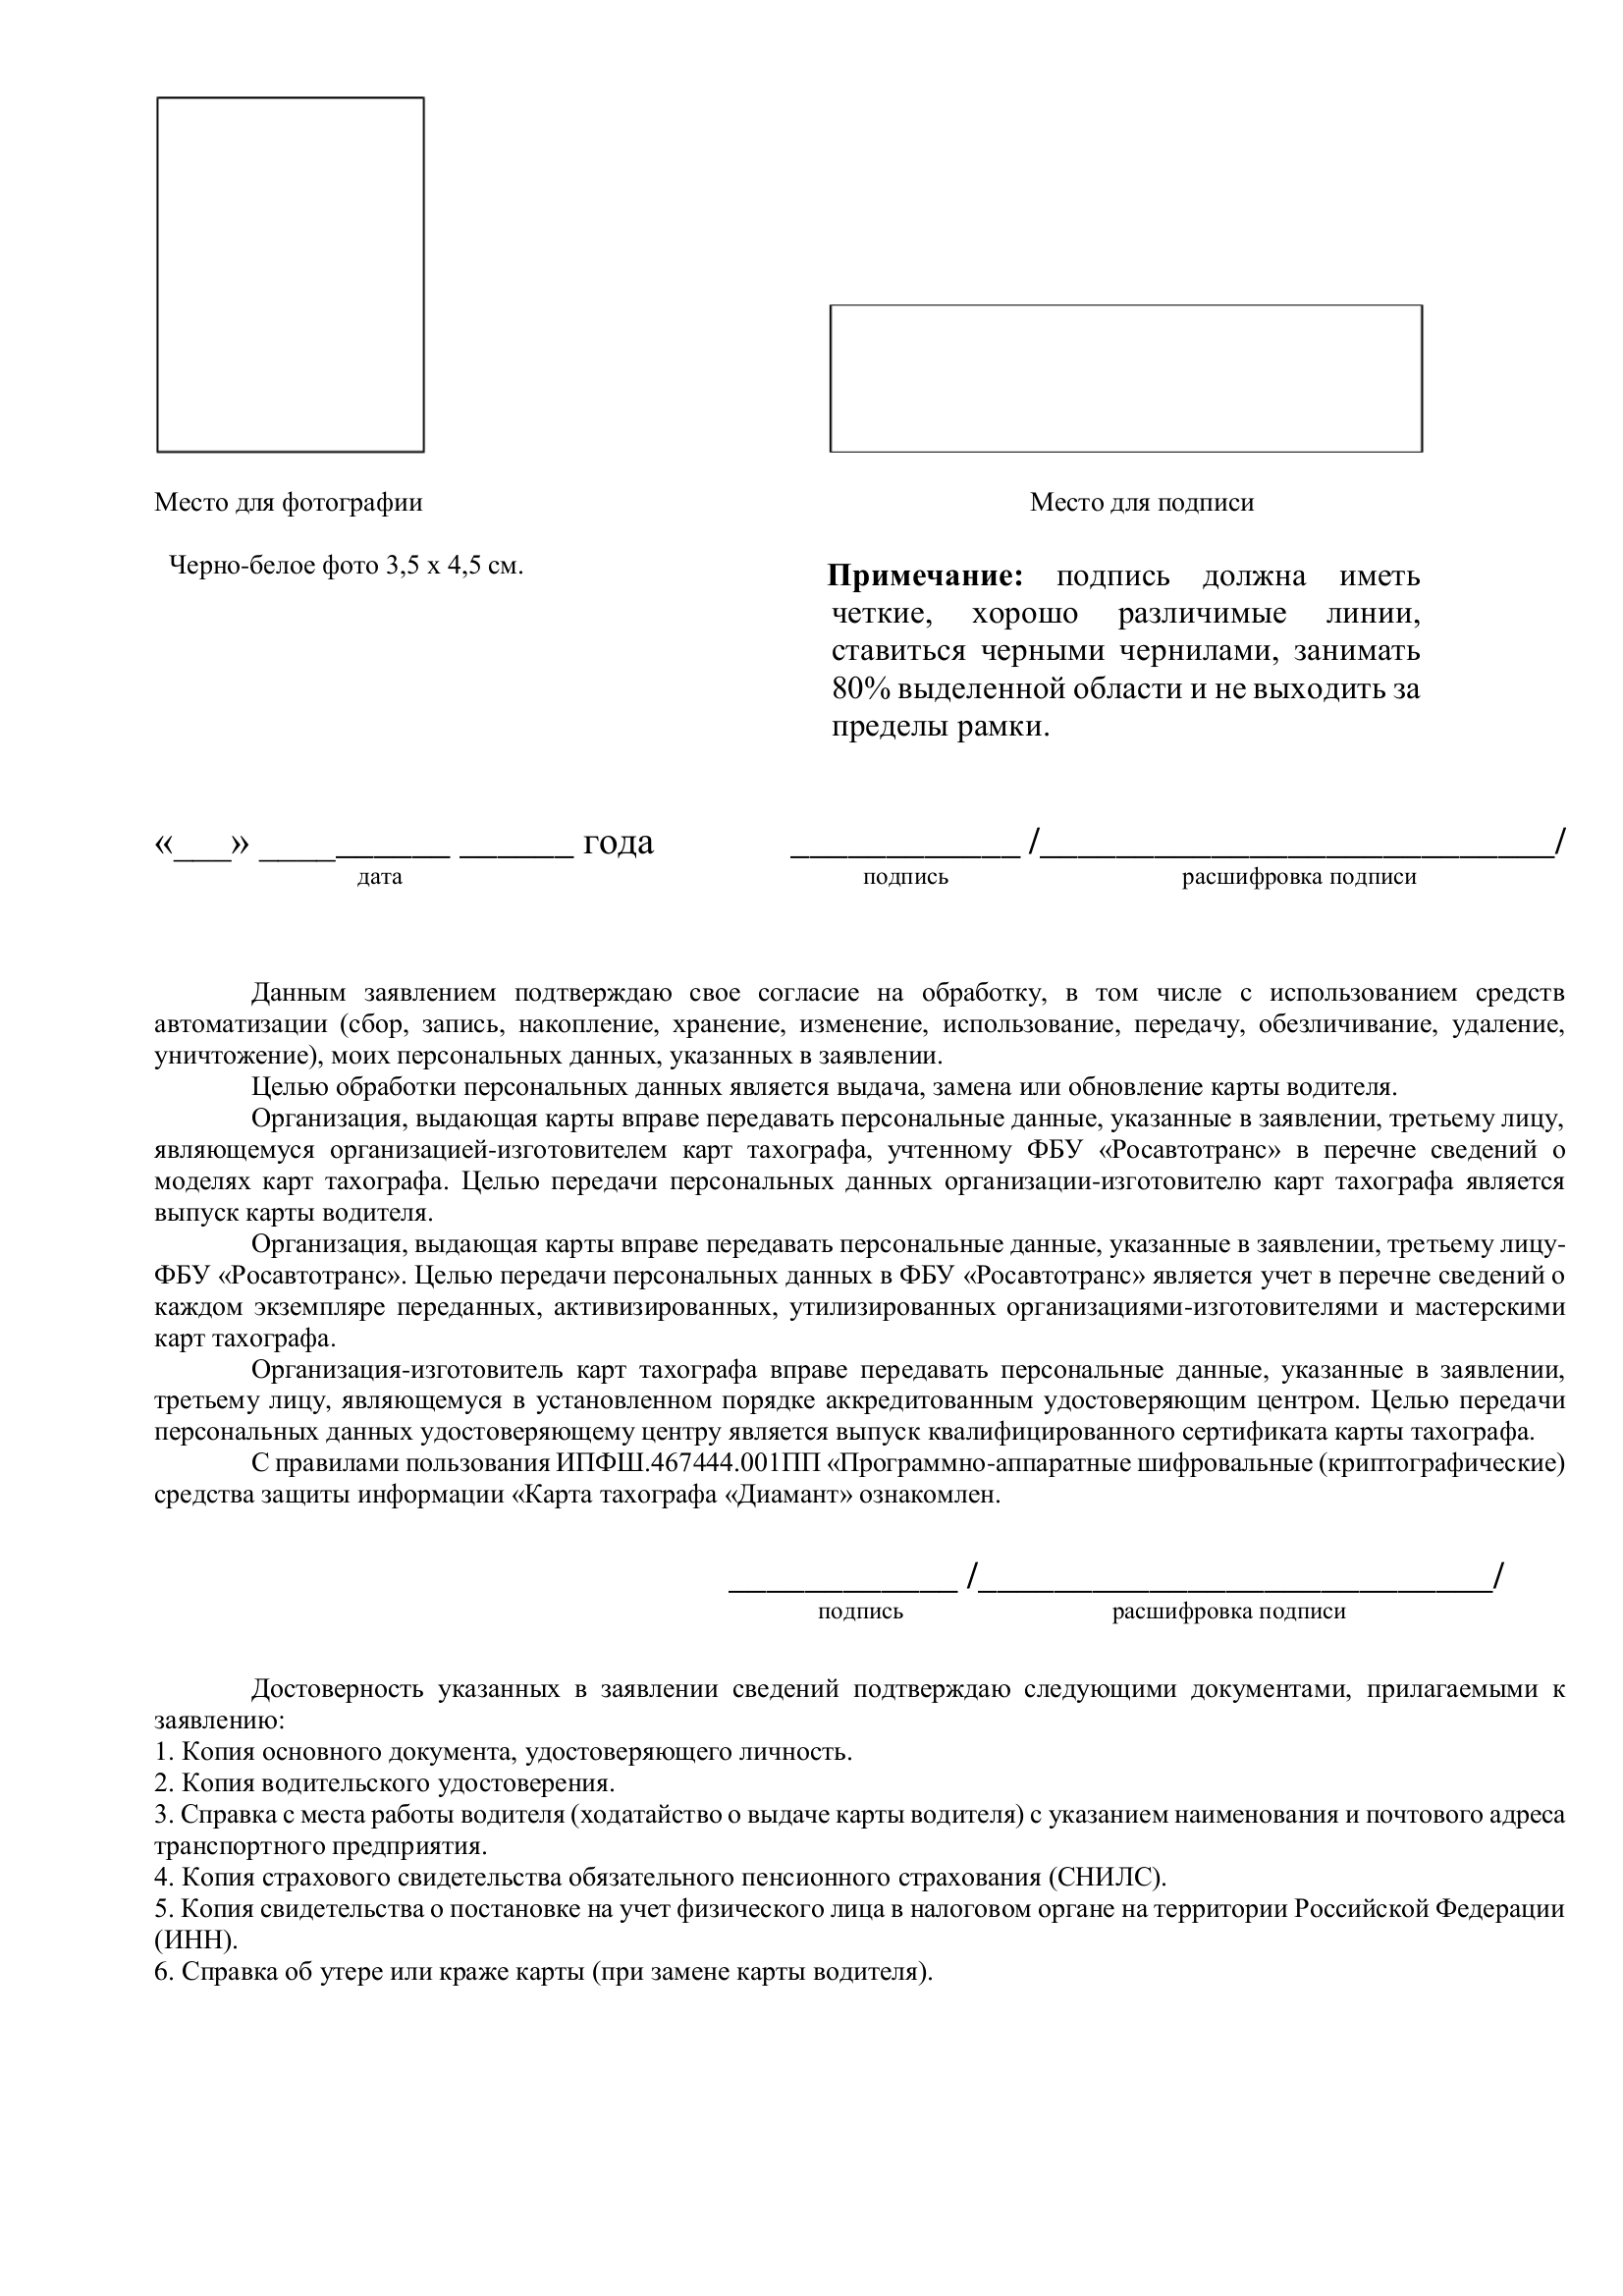 Место для фотографии
Место для подписи
Черно-белое фото 3,5 х 4,5 см.
Примечание: подпись должна иметь
четкие, хорошо различимые линии,
ставиться черными чернилами, занимать
80% выделенной области и не выходить за
пределы рамки.
«___» __________ ______ года ____________ /___________________________/
дата подпись расшифровка подписи
Данным заявлением подтверждаю свое согласие на обработку, в том числе с использованием средств
автоматизации (сбор, запись, накопление, хранение, изменение, использование, передачу, обезличивание, удаление,
уничтожение), моих персональных данных, указанных в заявлении.
Целью обработки персональных данных является выдача, замена или обновление карты водителя.
Организация, выдающая карты вправе передавать персональные данные, указанные в заявлении, третьему лицу,
являющемуся организацией-изготовителем карт тахографа, учтенному ФБУ «Росавтотранс» в перечне сведений о
моделях карт тахографа. Целью передачи персональных данных организации-изготовителю карт тахографа является
выпуск карты водителя.
Организация, выдающая карты вправе передавать персональные данные, указанные в заявлении, третьему лицу-
ФБУ «Росавтотранс». Целью передачи персональных данных в ФБУ «Росавтотранс» является учет в перечне сведений о
каждом экземпляре переданных, активизированных, утилизированных организациями-изготовителями и мастерскими
карт тахографа.
Организация-изготовитель карт тахографа вправе передавать персональные данные, указанные в заявлении,
третьему лицу, являющемуся в установленном порядке аккредитованным удостоверяющим центром. Целью передачи
персональных данных удостоверяющему центру является выпуск квалифицированного сертификата карты тахографа.
С правилами пользования ИПФШ.467444.001ПП «Программно-аппаратные шифровальные (криптографические)
средства защиты информации «Карта тахографа «Диамант» ознакомлен.
____________ /___________________________/
подпись расшифровка подписи
Достоверность указанных в заявлении сведений подтверждаю следующими документами, прилагаемыми к
заявлению:
1. Копия основного документа, удостоверяющего личность.
2. Копия водительского удостоверения.
3. Справка с места работы водителя (ходатайство о выдаче карты водителя) с указанием наименования и почтового адреса
транспортного предприятия.
4. Копия страхового свидетельства обязательного пенсионного страхования (СНИЛС).
5. Копия свидетельства о постановке на учет физического лица в налоговом органе на территории Российской Федерации
(ИНН).
6. Справка об утере или краже карты (при замене карты водителя).